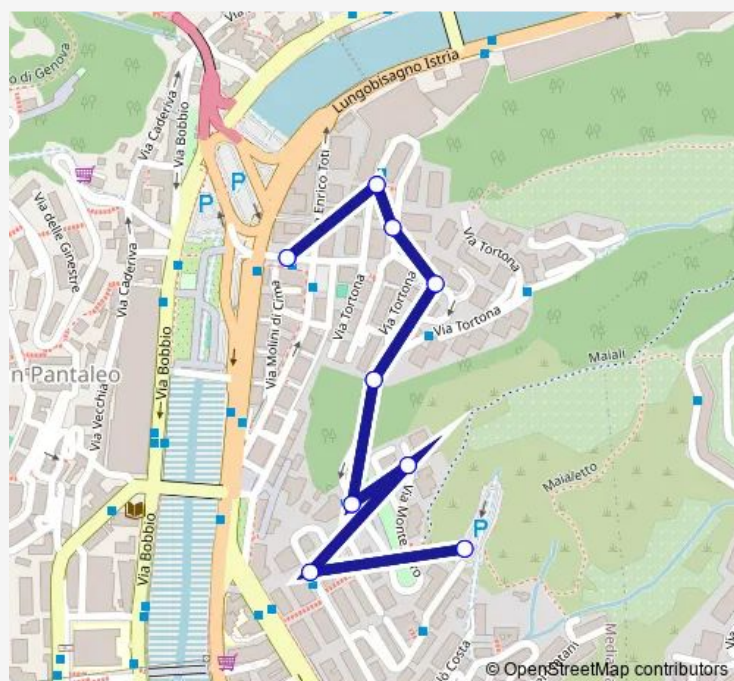 o di Genova
Via Caderiva
Via Bobbio
Lungobisagno Istria
P
P
Enrico Toti
Via delle Ginestre
Via Caderiva
Via Tortona
Via Tortona
Via Tortona
Via Tortona
Via Molini di Cima
Via Bobbio
n Pantaleo
Via Vecchia
Maiali
Maialetto
Via Monte
Via Bobbio
P
Media
ò Costa
© OpenStreetMap contributors